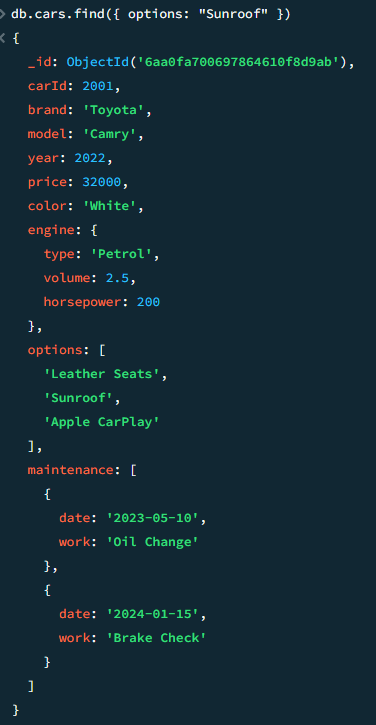 db.cars.find({ options: "Sunroof" })
{
_id: ObjectId('6aa0fa700697864610f8d9ab'),
carId: 2001,
brand: 'Toyota',
model: 'Camry',
year: 2022,
price: 32000,
color: 'White',
engine: {
type: 'Petrol',
volume: 2.5,
horsepower: 200
},
options: [
'Leather Seats',
'Sunroof',
'Apple CarPlay'
],
maintenance: [
{
date: '2023-05-10',
work: 'Oil Change'
},
{
date: '2024-01-15',
work: 'Brake Check'
}
]
}